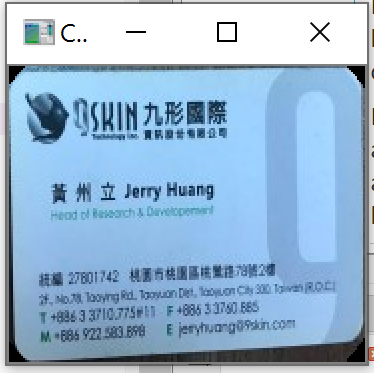 C..
9SKIN 九形國際
Technology Inc. 資訊股份有限公司
黃 州 立 Jerry Huang
Head of Research & Developement
統編 27801742 桃園市桃園區桃鶯路78號2樓
2F., No.78, Taoying Rd., Taoyuan Dist., Taoyuan City 330, Taiwan (R.O.C.)
T +886 3 3710.775#11 F +886 3 3760.885
M +886 922.583.898 E jerryhuang@9skin.com